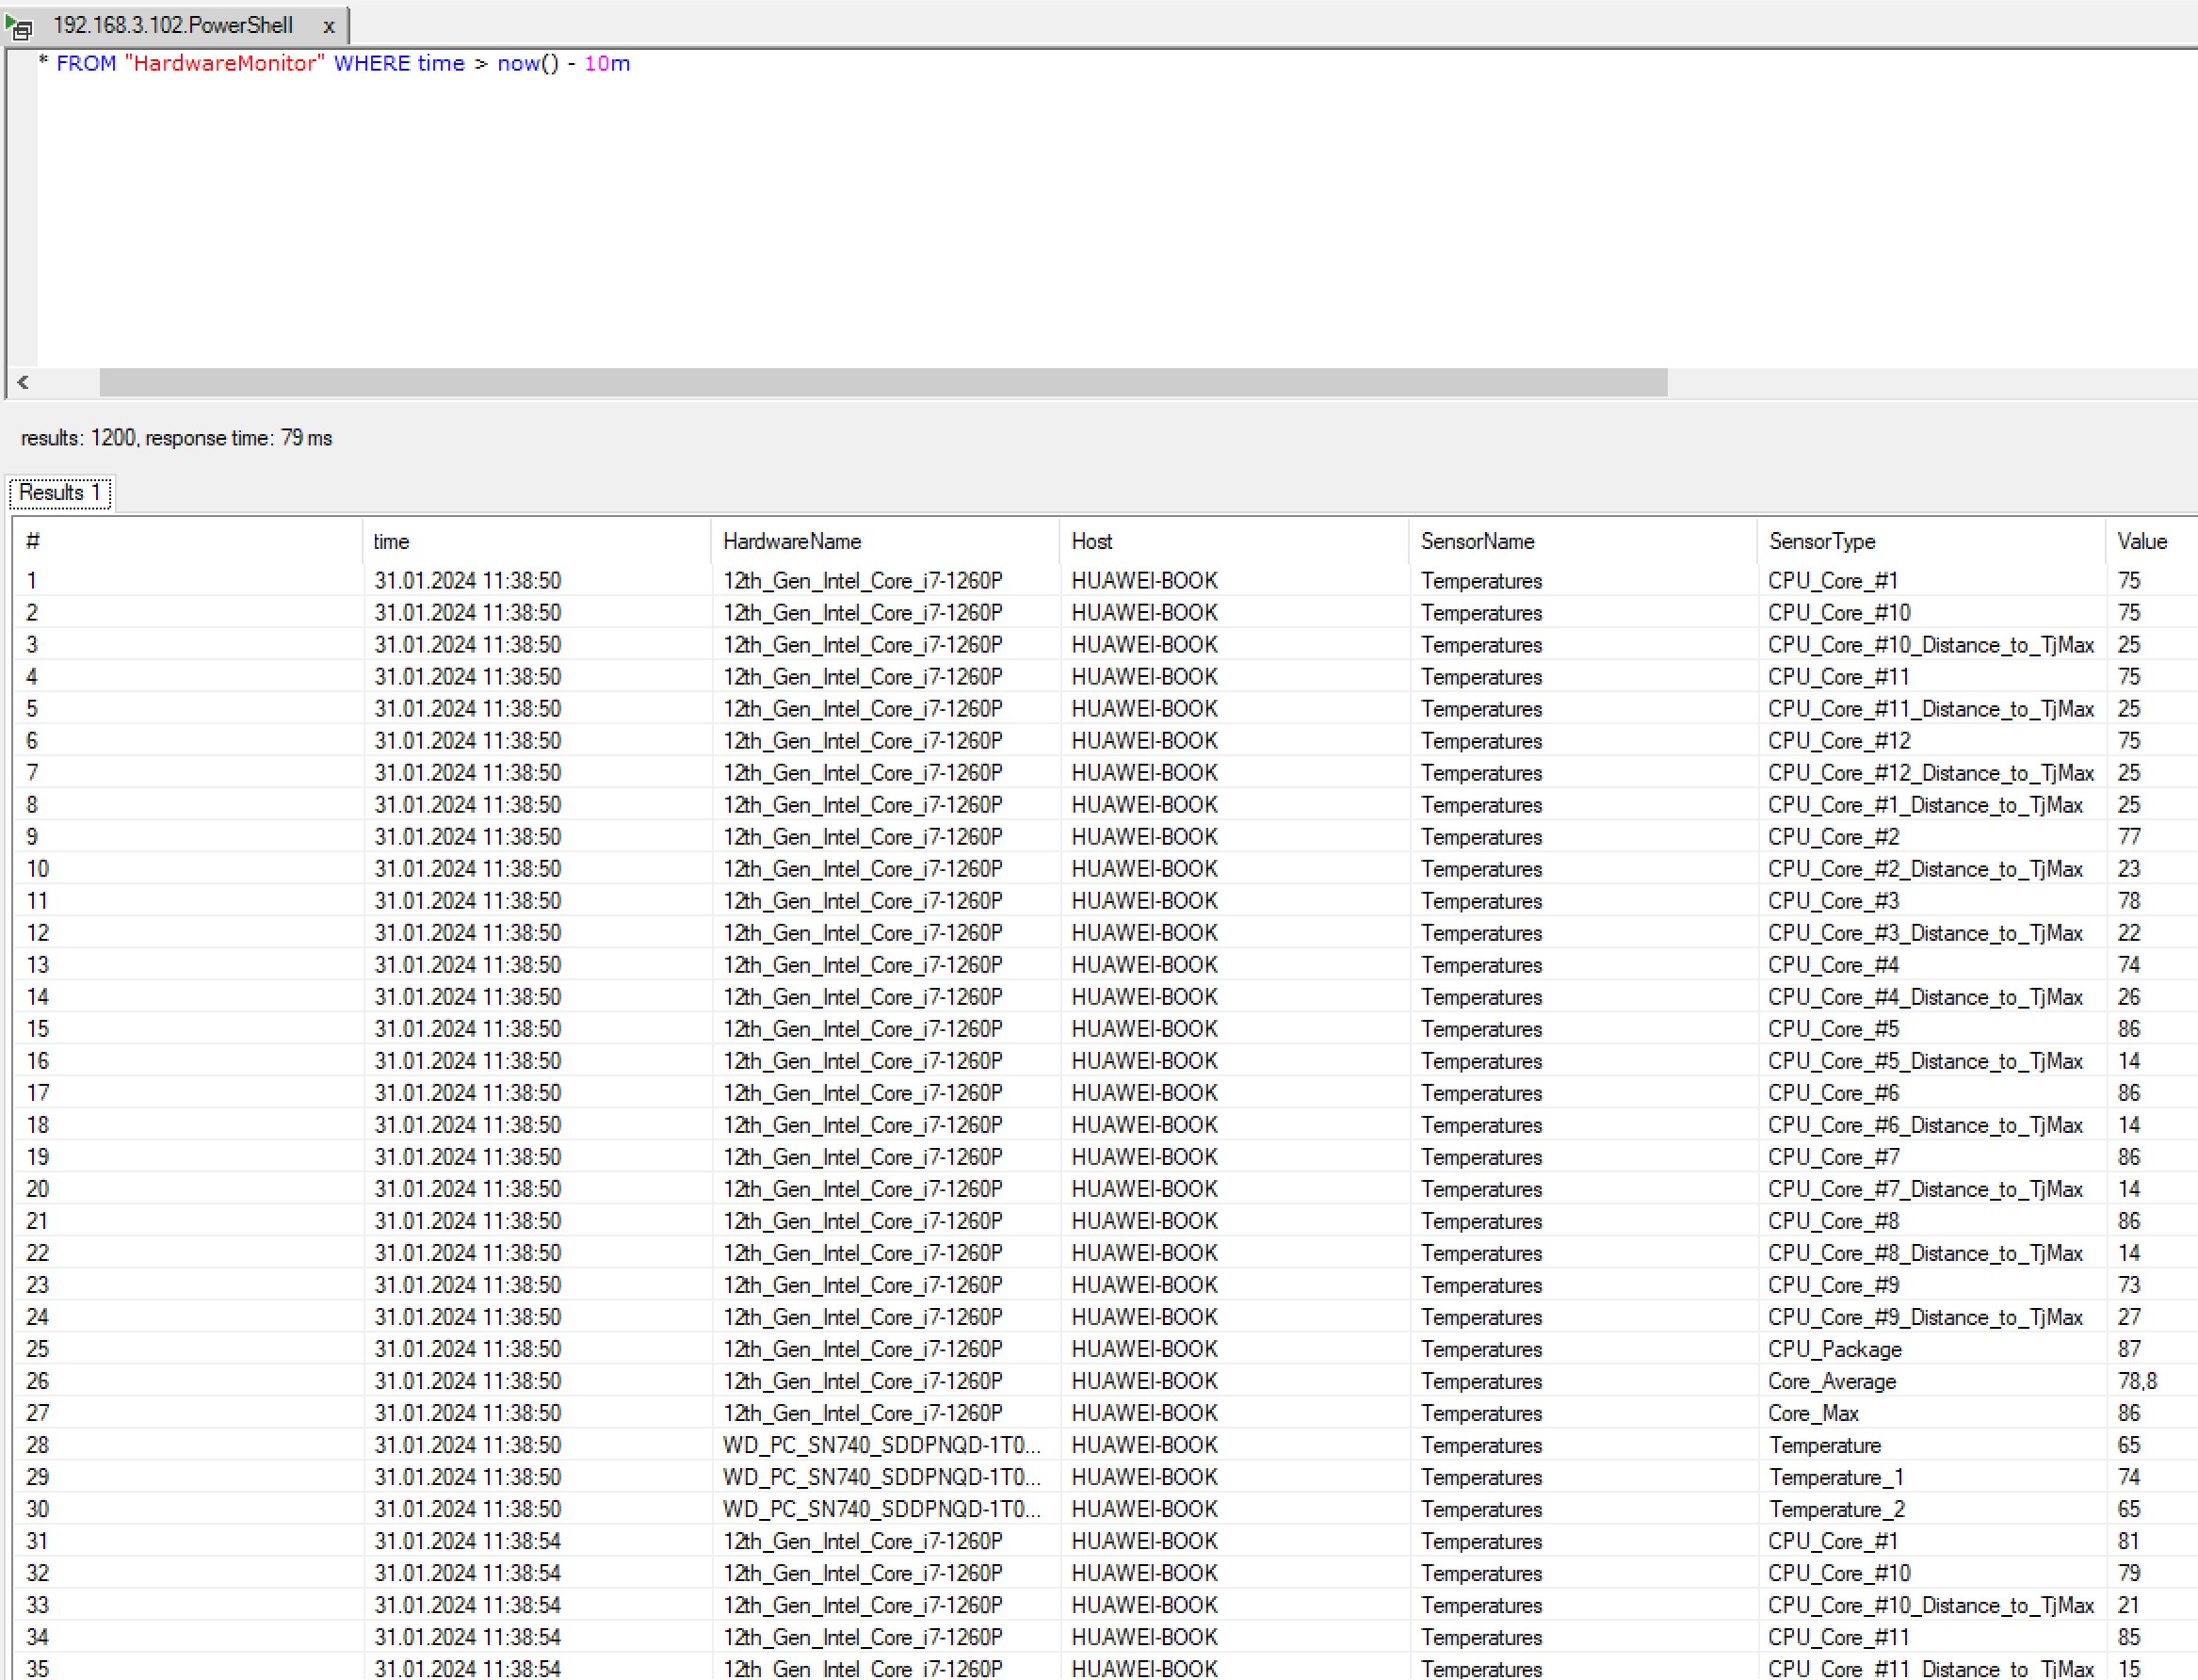 192.168.3.102.PowerShell x
* FROM "HardwareMonitor" WHERE time > now() - 10m
results: 1200, response time: 79 ms
Results 1
# time HardwareName Host SensorName SensorType Value
1 31.01.2024 11:38:50 12th_Gen_Intel_Core_i7-1260P HUAWEI-BOOK Temperatures CPU_Core_#1 75
2 31.01.2024 11:38:50 12th_Gen_Intel_Core_i7-1260P HUAWEI-BOOK Temperatures CPU_Core_#10 75
3 31.01.2024 11:38:50 12th_Gen_Intel_Core_i7-1260P HUAWEI-BOOK Temperatures CPU_Core_#10_Distance_to_TjMax 25
4 31.01.2024 11:38:50 12th_Gen_Intel_Core_i7-1260P HUAWEI-BOOK Temperatures CPU_Core_#11 75
5 31.01.2024 11:38:50 12th_Gen_Intel_Core_i7-1260P HUAWEI-BOOK Temperatures CPU_Core_#11_Distance_to_TjMax 25
6 31.01.2024 11:38:50 12th_Gen_Intel_Core_i7-1260P HUAWEI-BOOK Temperatures CPU_Core_#12 75
7 31.01.2024 11:38:50 12th_Gen_Intel_Core_i7-1260P HUAWEI-BOOK Temperatures CPU_Core_#12_Distance_to_TjMax 25
8 31.01.2024 11:38:50 12th_Gen_Intel_Core_i7-1260P HUAWEI-BOOK Temperatures CPU_Core_#1_Distance_to_TjMax 25
9 31.01.2024 11:38:50 12th_Gen_Intel_Core_i7-1260P HUAWEI-BOOK Temperatures CPU_Core_#2 77
10 31.01.2024 11:38:50 12th_Gen_Intel_Core_i7-1260P HUAWEI-BOOK Temperatures CPU_Core_#2_Distance_to_TjMax 23
11 31.01.2024 11:38:50 12th_Gen_Intel_Core_i7-1260P HUAWEI-BOOK Temperatures CPU_Core_#3 78
12 31.01.2024 11:38:50 12th_Gen_Intel_Core_i7-1260P HUAWEI-BOOK Temperatures CPU_Core_#3_Distance_to_TjMax 22
13 31.01.2024 11:38:50 12th_Gen_Intel_Core_i7-1260P HUAWEI-BOOK Temperatures CPU_Core_#4 74
14 31.01.2024 11:38:50 12th_Gen_Intel_Core_i7-1260P HUAWEI-BOOK Temperatures CPU_Core_#4_Distance_to_TjMax 26
15 31.01.2024 11:38:50 12th_Gen_Intel_Core_i7-1260P HUAWEI-BOOK Temperatures CPU_Core_#5 86
16 31.01.2024 11:38:50 12th_Gen_Intel_Core_i7-1260P HUAWEI-BOOK Temperatures CPU_Core_#5_Distance_to_TjMax 14
17 31.01.2024 11:38:50 12th_Gen_Intel_Core_i7-1260P HUAWEI-BOOK Temperatures CPU_Core_#6 86
18 31.01.2024 11:38:50 12th_Gen_Intel_Core_i7-1260P HUAWEI-BOOK Temperatures CPU_Core_#6_Distance_to_TjMax 14
19 31.01.2024 11:38:50 12th_Gen_Intel_Core_i7-1260P HUAWEI-BOOK Temperatures CPU_Core_#7 86
20 31.01.2024 11:38:50 12th_Gen_Intel_Core_i7-1260P HUAWEI-BOOK Temperatures CPU_Core_#7_Distance_to_TjMax 14
21 31.01.2024 11:38:50 12th_Gen_Intel_Core_i7-1260P HUAWEI-BOOK Temperatures CPU_Core_#8 86
22 31.01.2024 11:38:50 12th_Gen_Intel_Core_i7-1260P HUAWEI-BOOK Temperatures CPU_Core_#8_Distance_to_TjMax 14
23 31.01.2024 11:38:50 12th_Gen_Intel_Core_i7-1260P HUAWEI-BOOK Temperatures CPU_Core_#9 73
24 31.01.2024 11:38:50 12th_Gen_Intel_Core_i7-1260P HUAWEI-BOOK Temperatures CPU_Core_#9_Distance_to_TjMax 27
25 31.01.2024 11:38:50 12th_Gen_Intel_Core_i7-1260P HUAWEI-BOOK Temperatures CPU_Package 87
26 31.01.2024 11:38:50 12th_Gen_Intel_Core_i7-1260P HUAWEI-BOOK Temperatures Core_Average 78,8
27 31.01.2024 11:38:50 12th_Gen_Intel_Core_i7-1260P HUAWEI-BOOK Temperatures Core_Max 86
28 31.01.2024 11:38:50 WD_PC_SN740_SDDPNQD-1T0... HUAWEI-BOOK Temperatures Temperature 65
29 31.01.2024 11:38:50 WD_PC_SN740_SDDPNQD-1T0... HUAWEI-BOOK Temperatures Temperature_1 74
30 31.01.2024 11:38:50 WD_PC_SN740_SDDPNQD-1T0... HUAWEI-BOOK Temperatures Temperature_2 65
31 31.01.2024 11:38:54 12th_Gen_Intel_Core_i7-1260P HUAWEI-BOOK Temperatures CPU_Core_#1 81
32 31.01.2024 11:38:54 12th_Gen_Intel_Core_i7-1260P HUAWEI-BOOK Temperatures CPU_Core_#10 79
33 31.01.2024 11:38:54 12th_Gen_Intel_Core_i7-1260P HUAWEI-BOOK Temperatures CPU_Core_#10_Distance_to_TjMax 21
34 31.01.2024 11:38:54 12th_Gen_Intel_Core_i7-1260P HUAWEI-BOOK Temperatures CPU_Core_#11 85
35 31.01.2024 11:38:54 12th_Gen_Intel_Core_i7-1260P HUAWEI-BOOK Temperatures CPU_Core_#11_Distance_to_TjMax 15